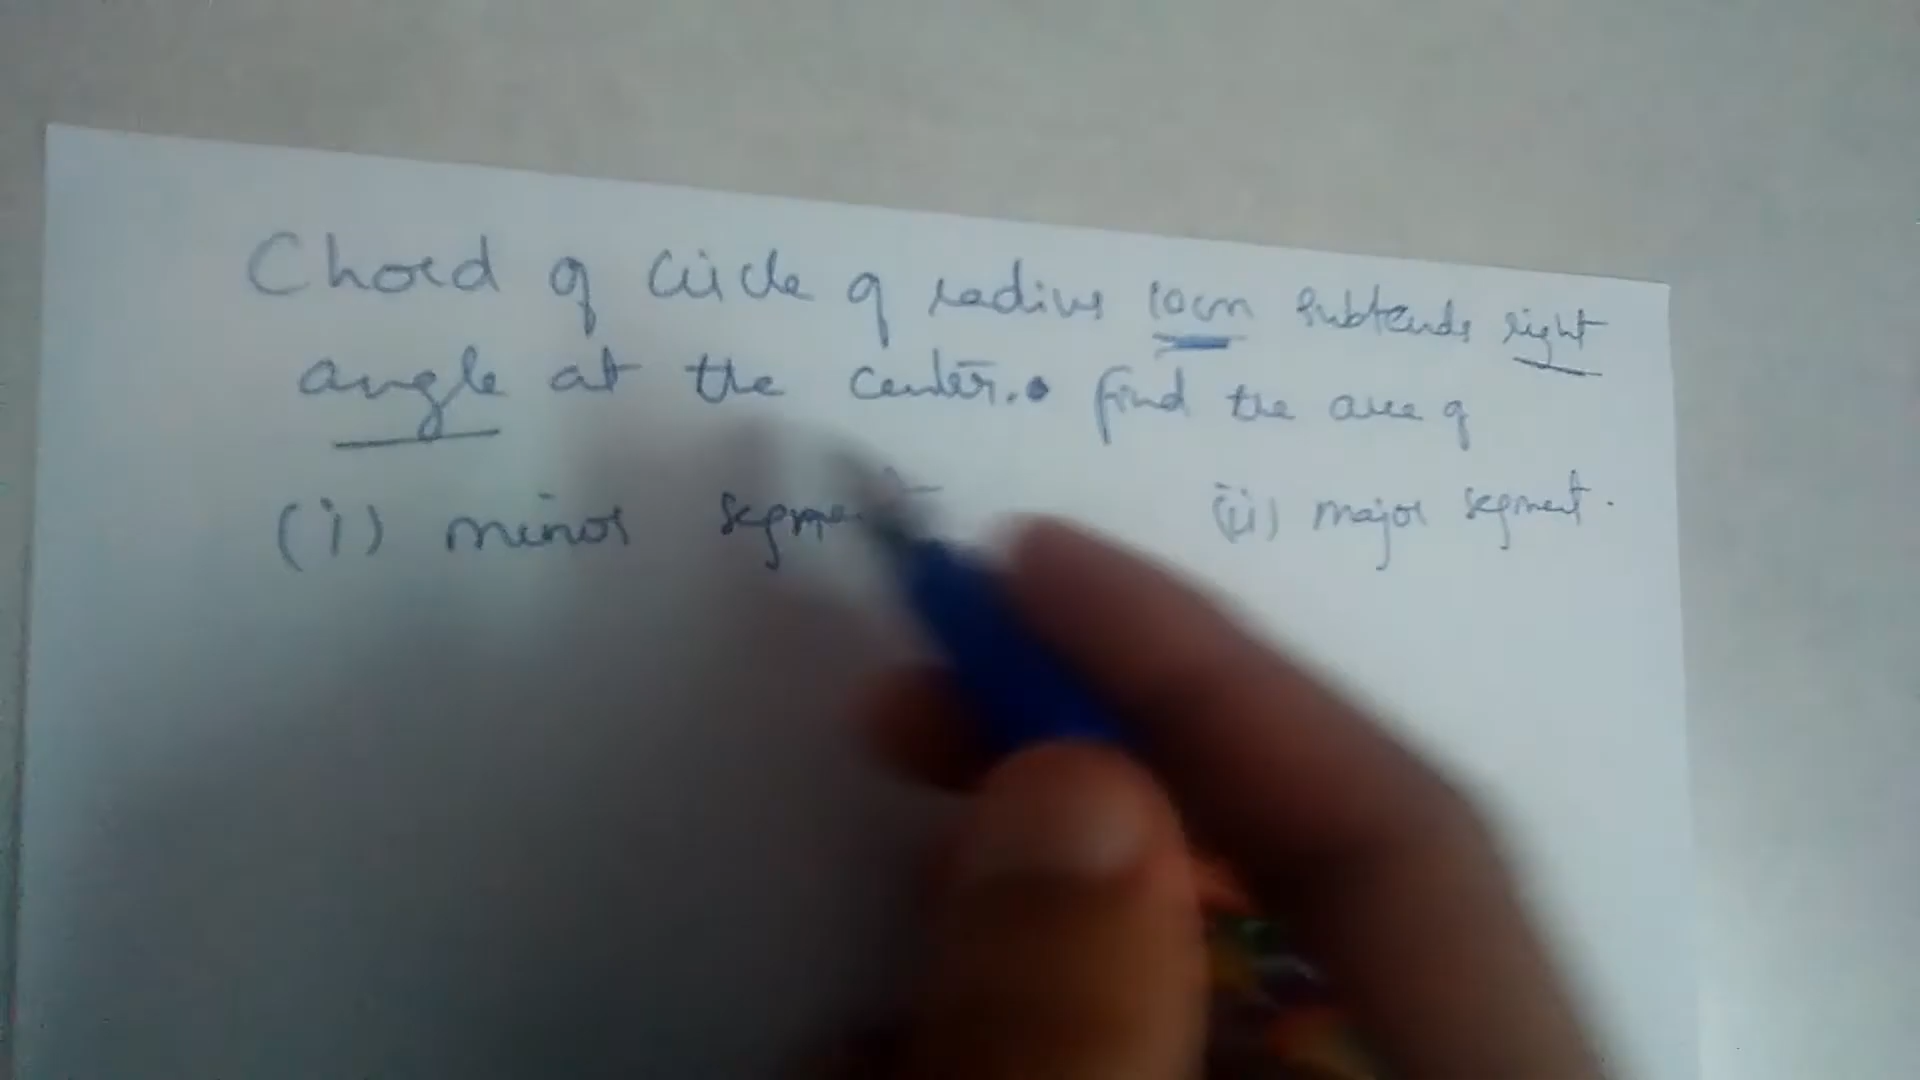 Chord of circle of radius 10cm subtends right
angle at the center. find the area of
(i) minor segment (ii) major segment.